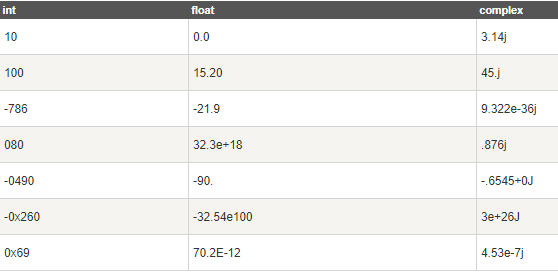 int float complex
10 0.0 3.14j
100 15.20 45.j
-786 -21.9 9.322e-36j
080 32.3e+18 .876j
-0490 -90. -.6545+0J
-0x260 -32.54e100 3e+26J
0x69 70.2E-12 4.53e-7j